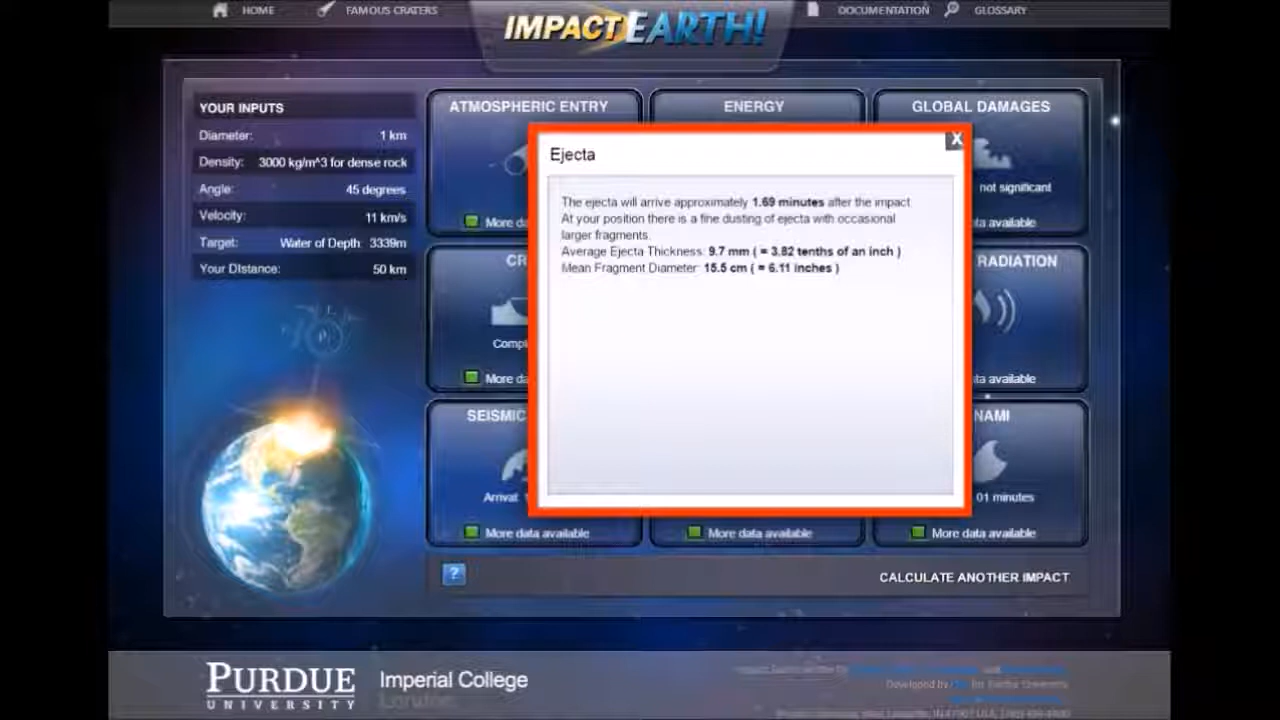 HOME
FAMOUS CRATERS
IMPACT EARTH!
DOCUMENTATION
GLOSSARY
YOUR INPUTS
Diameter: 1 km
Density: 3000 kg/m^3 for dense rock
Angle: 45 degrees
Velocity: 11 km/s
Target: Water of Depth 3339m
Your Distance: 50 km
ATMOSPHERIC ENTRY
ENERGY
GLOBAL DAMAGES
not significant
More da
ta available
X
Ejecta
The ejecta will arrive approximately 1.69 minutes after the impact
At your position there is a fine dusting of ejecta with occasional
larger fragments.
Average Ejecta Thickness: 9.7 mm ( = 3.82 tenths of an inch )
Mean Fragment Diameter: 15.5 cm ( = 6.11 inches )
CR
RADIATION
Compl
More da
ta available
SEISMIC
NAMI
Arrival
01 minutes
More data available
More data available
More data available
?
CALCULATE ANOTHER IMPACT
PURDUE
UNIVERSITY
Imperial College
London